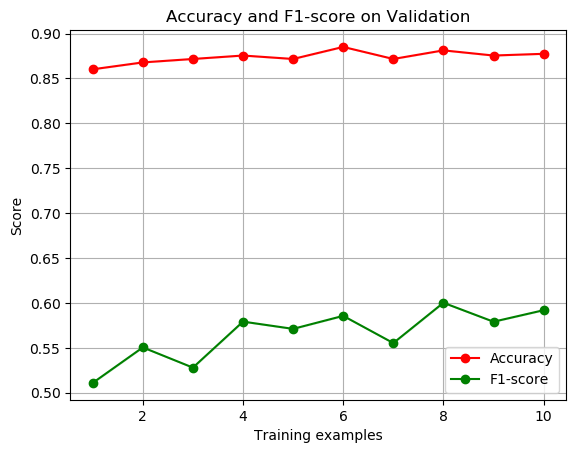 Accuracy and F1-score on Validation
0.90
0.85
0.80
0.75
0.70
0.65
0.60
0.55
0.50
Score
2 4 6 8 10
Training examples
Accuracy
F1-score